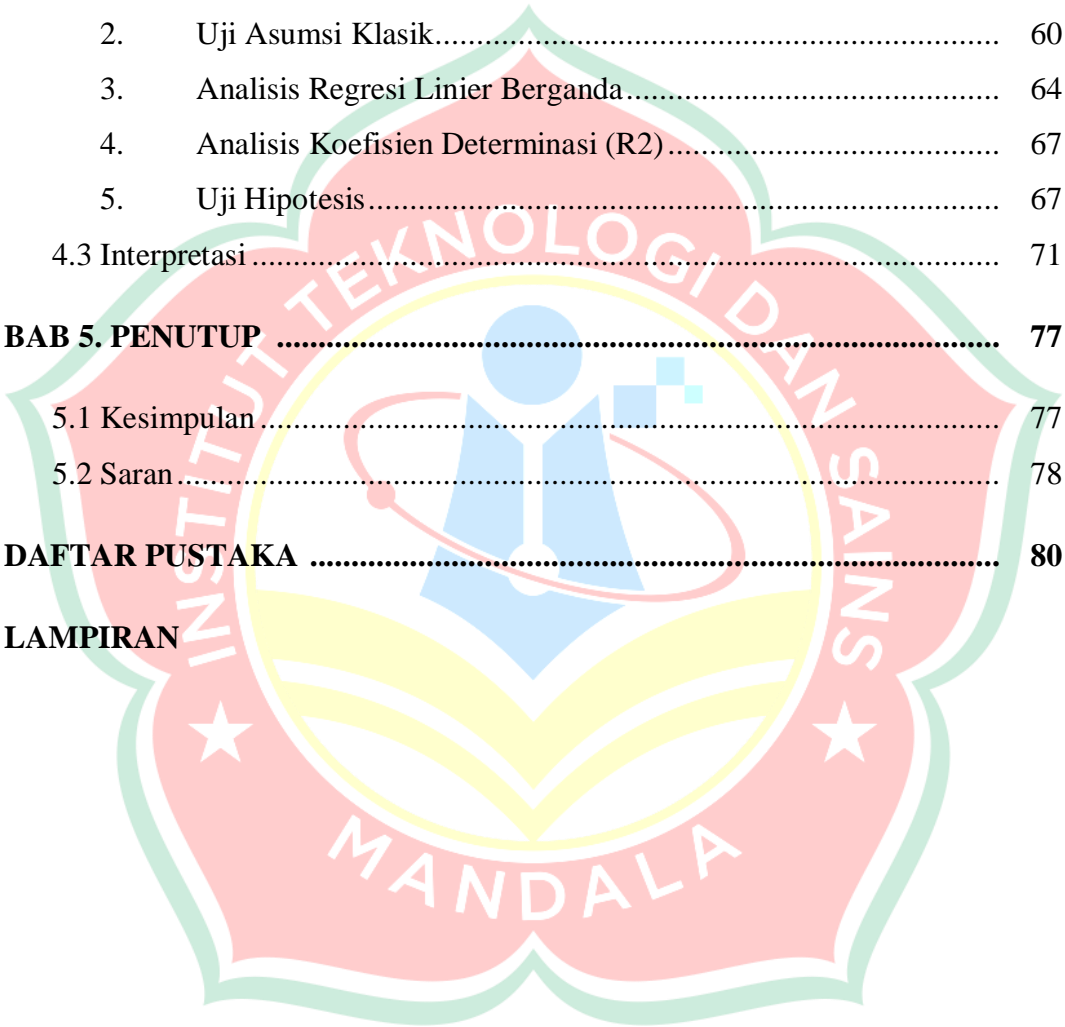 2. Uji Asumsi Klasik.......................................................................... 60
3. Analisis Regresi Linier Berganda.................................................. 64
4. Analisis Koefisien Determinasi (R2)............................................ 67
5. Uji Hipotesis................................................................................... 67
4.3 Interpretasi.................................................................................................. 71
BAB 5. PENUTUP ............................................................................................ 77
5.1 Kesimpulan................................................................................................. 77
5.2 Saran........................................................................................................... 78
DAFTAR PUSTAKA ........................................................................................ 80
LAMPIRAN
INSTITUT TEKNOLOGI DAN SAINS
MANDALA